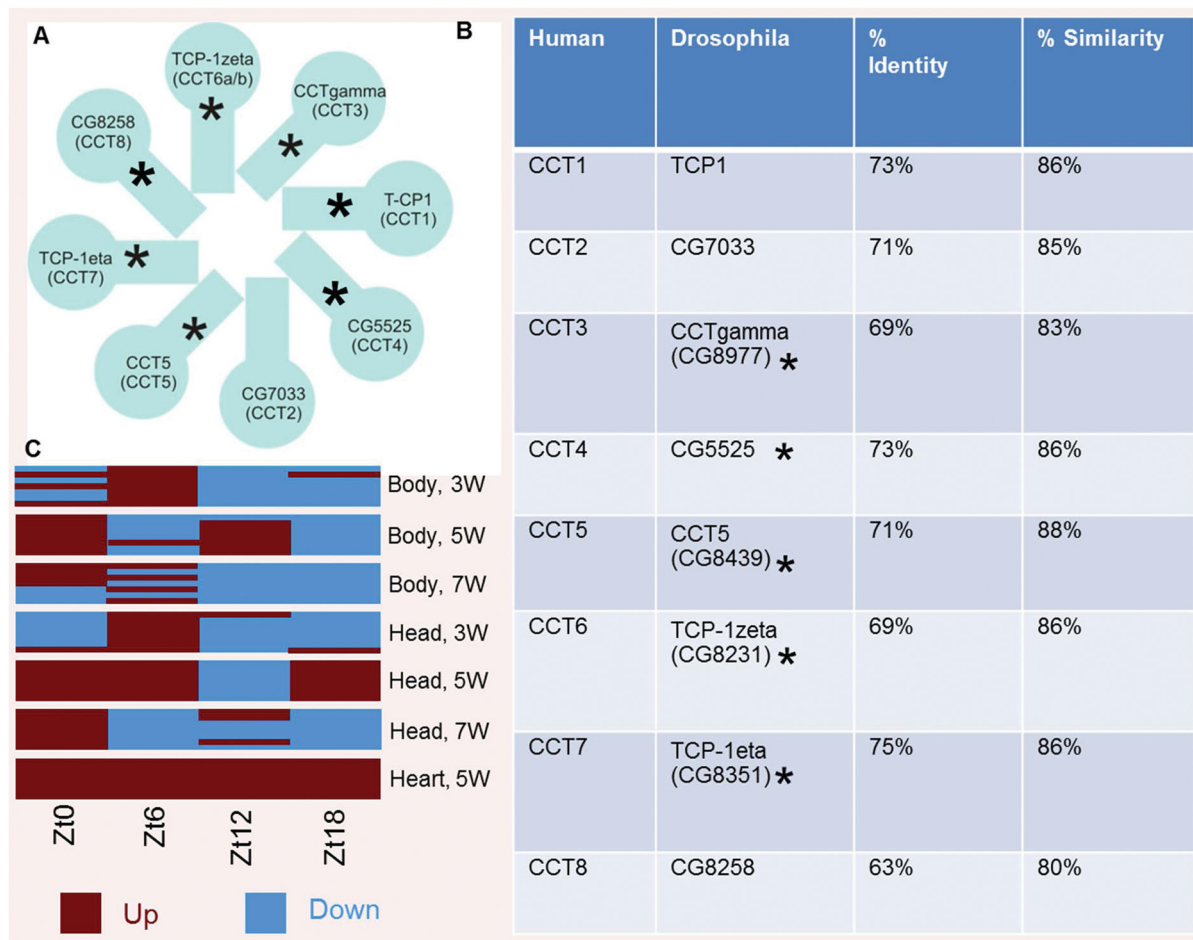 A
TCP-1zeta
(CCT6a/b)
CCTgamma
(CCT3)
CG8258
(CCT8)
T-CP1
(CCT1)
TCP-1eta
(CCT7)
CG5525
(CCT4)
CCT5
(CCT5)
CG7033
(CCT2)
B
Human Drosophila % Identity % Similarity
CCT1 TCP1 73% 86%
CCT2 CG7033 71% 85%
CCT3 CCTgamma 69% 83%
(CG8977) *
CCT4 CG5525 * 73% 86%
CCT5 CCT5 71% 88%
(CG8439) *
CCT6 TCP-1zeta 69% 86%
(CG8231) *
CCT7 TCP-1eta 75% 86%
(CG8351) *
CCT8 CG8258 63% 80%
C
Body, 3W
Body, 5W
Body, 7W
Head, 3W
Head, 5W
Head, 7W
Heart, 5W
Zt0 Zt6 Zt12 Zt18
Up Down